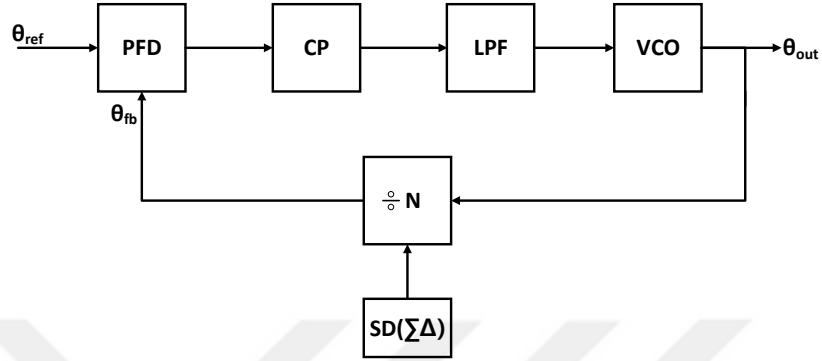 θref
PFD
CP
LPF
VCO
θout
θfb
÷ N
SD(∑Δ)